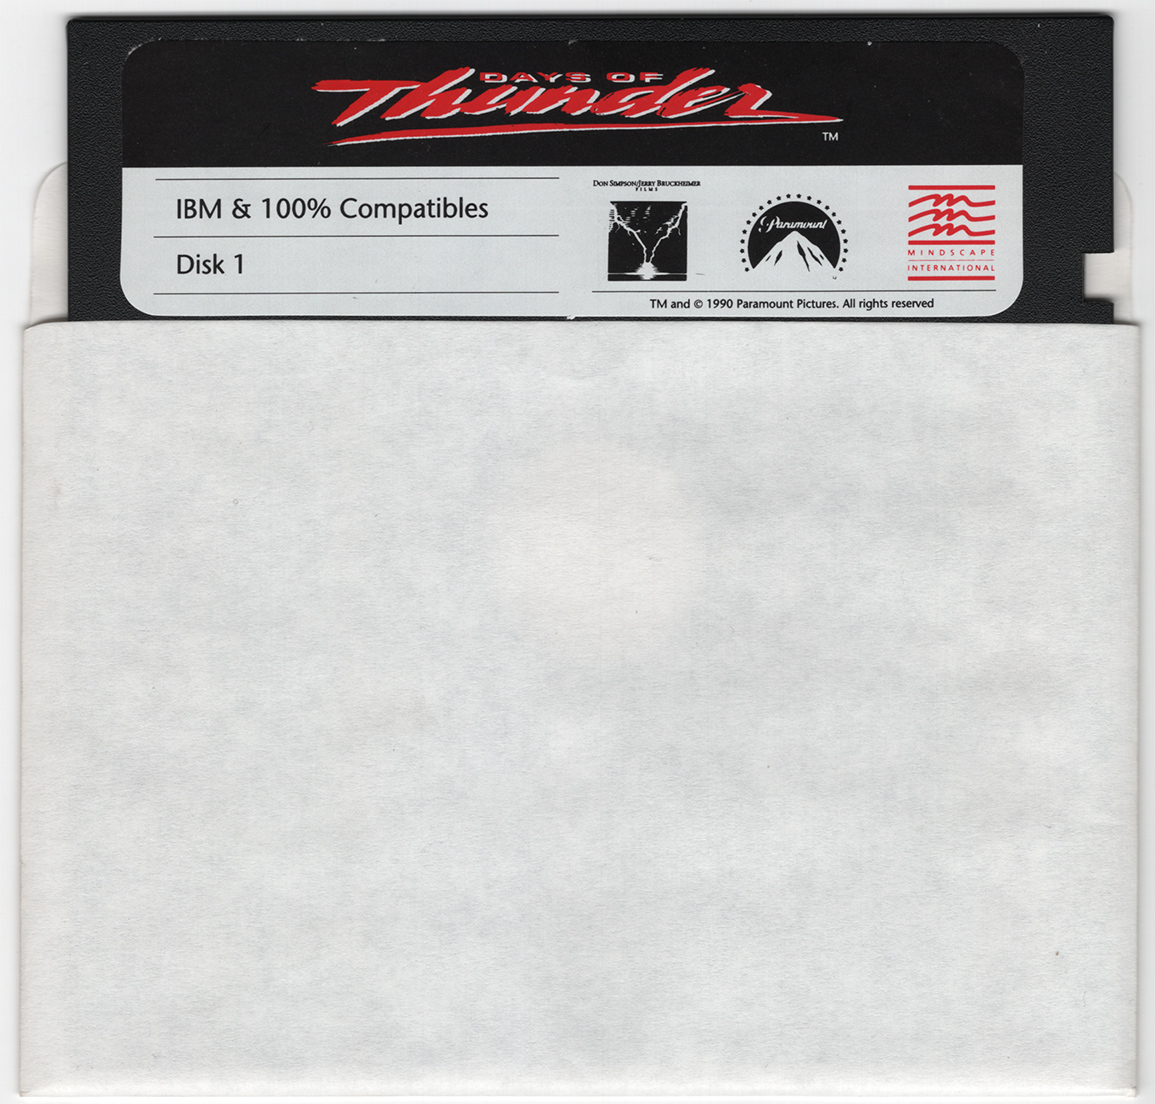 DAYS OF
Thunder
TM
IBM & 100% Compatibles
Disk 1
DON SIMPSON/JERRY BRUCKHEIMER
FILMS
Paramount
MINDSCAPE
INTERNATIONAL
TM and © 1990 Paramount Pictures. All rights reserved